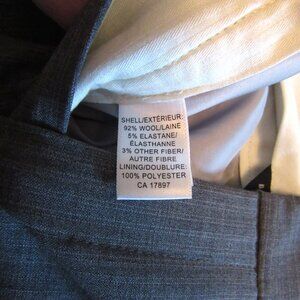 SHELL/EXTÉRIEUR:
92% WOOL/LAINE
5% ELASTANE/
ÉLASTHANNE
3% OTHER FIBER/
AUTRE FIBRE
LINING/DOUBLURE:
100% POLYESTER
CA 17897